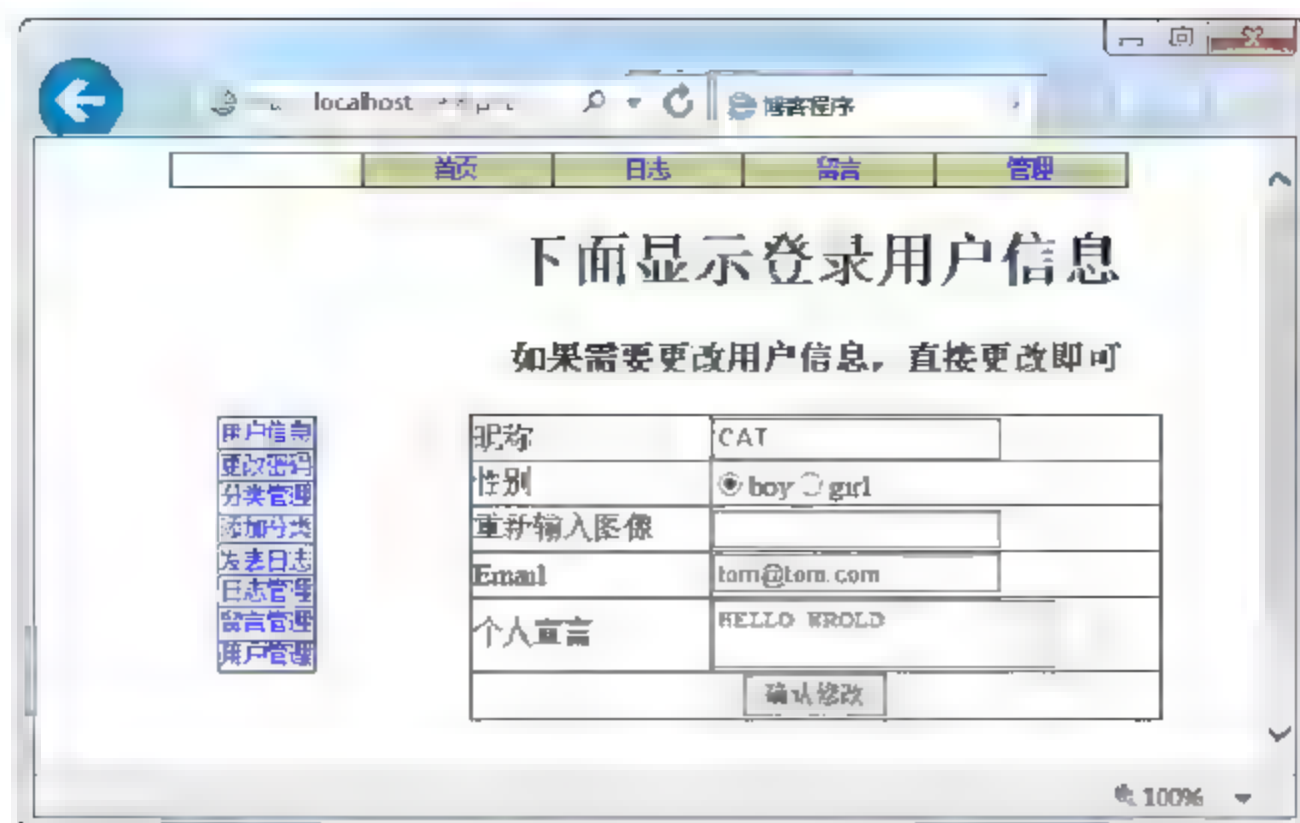 localhost
博客程序
首页 日志 留言 管理
下面显示登录用户信息
如果需要更改用户信息，直接更改即可
用户信息
更改密码
分类管理
添加分类
发表日志
日志管理
留言管理
用户管理
昵称 CAT
性别 boy girl
重新输入图像
Email tom@tom.com
个人宣言 HELLO WROLD
确认修改
100%